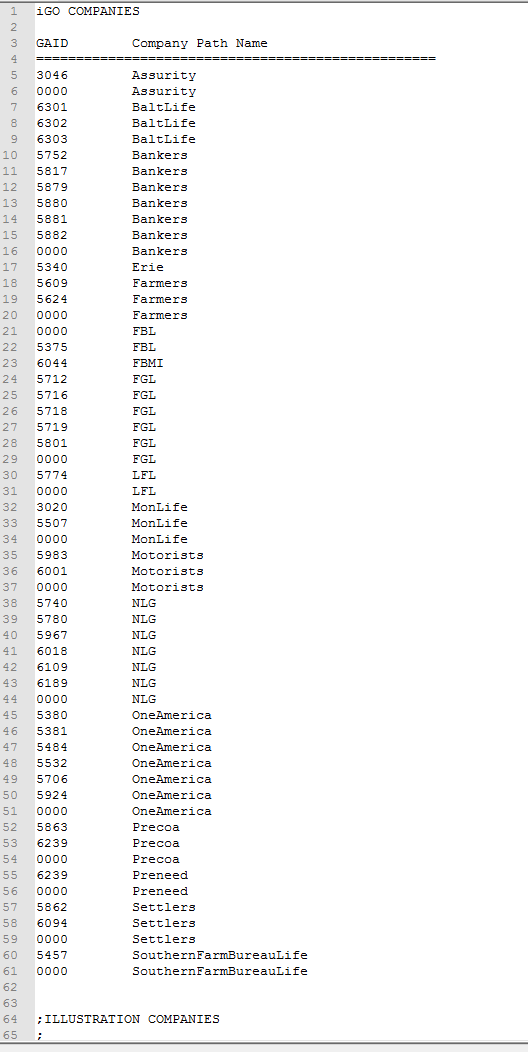 1 iGO COMPANIES
2
3 GAID Company Path Name
4 ==================================================
5 3046 Assurity
6 0000 Assurity
7 6301 BaltLife
8 6302 BaltLife
9 6303 BaltLife
10 5752 Bankers
11 5817 Bankers
12 5879 Bankers
13 5880 Bankers
14 5881 Bankers
15 5882 Bankers
16 0000 Bankers
17 5340 Erie
18 5609 Farmers
19 5624 Farmers
20 0000 Farmers
21 0000 FBL
22 5375 FBL
23 6044 FBMI
24 5712 FGL
25 5716 FGL
26 5718 FGL
27 5719 FGL
28 5801 FGL
29 0000 FGL
30 5774 LFL
31 0000 LFL
32 3020 MonLife
33 5507 MonLife
34 0000 MonLife
35 5983 Motorists
36 6001 Motorists
37 0000 Motorists
38 5740 NLG
39 5780 NLG
40 5967 NLG
41 6018 NLG
42 6109 NLG
43 6189 NLG
44 0000 NLG
45 5380 OneAmerica
46 5381 OneAmerica
47 5484 OneAmerica
48 5532 OneAmerica
49 5706 OneAmerica
50 5924 OneAmerica
51 0000 OneAmerica
52 5863 Precoa
53 6239 Precoa
54 0000 Precoa
55 6239 Preneed
56 0000 Preneed
57 5862 Settlers
58 6094 Settlers
59 0000 Settlers
60 5457 SouthernFarmBureauLife
61 0000 SouthernFarmBureauLife
62
63
64 ;ILLUSTRATION COMPANIES
65 ;